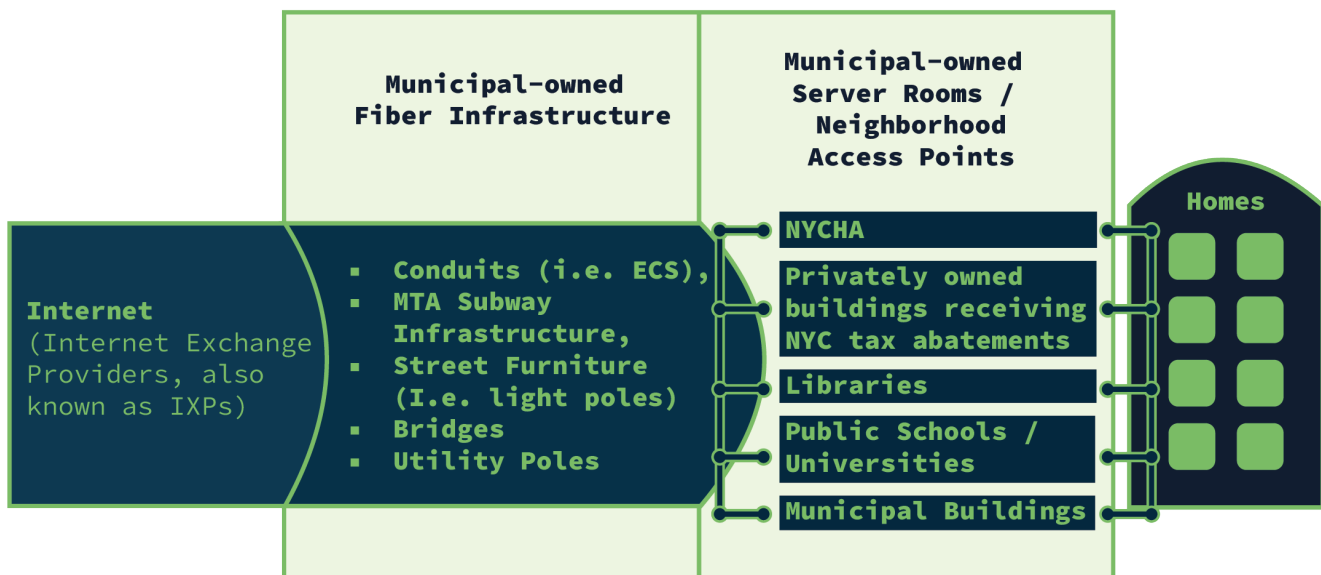 Municipal-owned
Fiber Infrastructure
Municipal-owned
Server Rooms /
Neighborhood
Access Points
Internet
(Internet Exchange
Providers, also
known as IXPs)
▪ Conduits (i.e. ECS),
▪ MTA Subway
Infrastructure,
▪ Street Furniture
(I.e. light poles)
▪ Bridges
▪ Utility Poles
NYCHA
Privately owned
buildings receiving
NYC tax abatements
Libraries
Public Schools /
Universities
Municipal Buildings
Homes